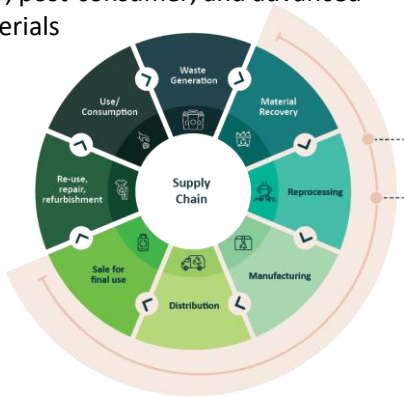 post-consumer, and advanced
erials
Waste
Generation
Material
Recovery
Reprocessing
Manufacturing
Distribution
Sale for
final use
Re-use,
repair,
refurbishment
Use/
Consumption
Supply
Chain